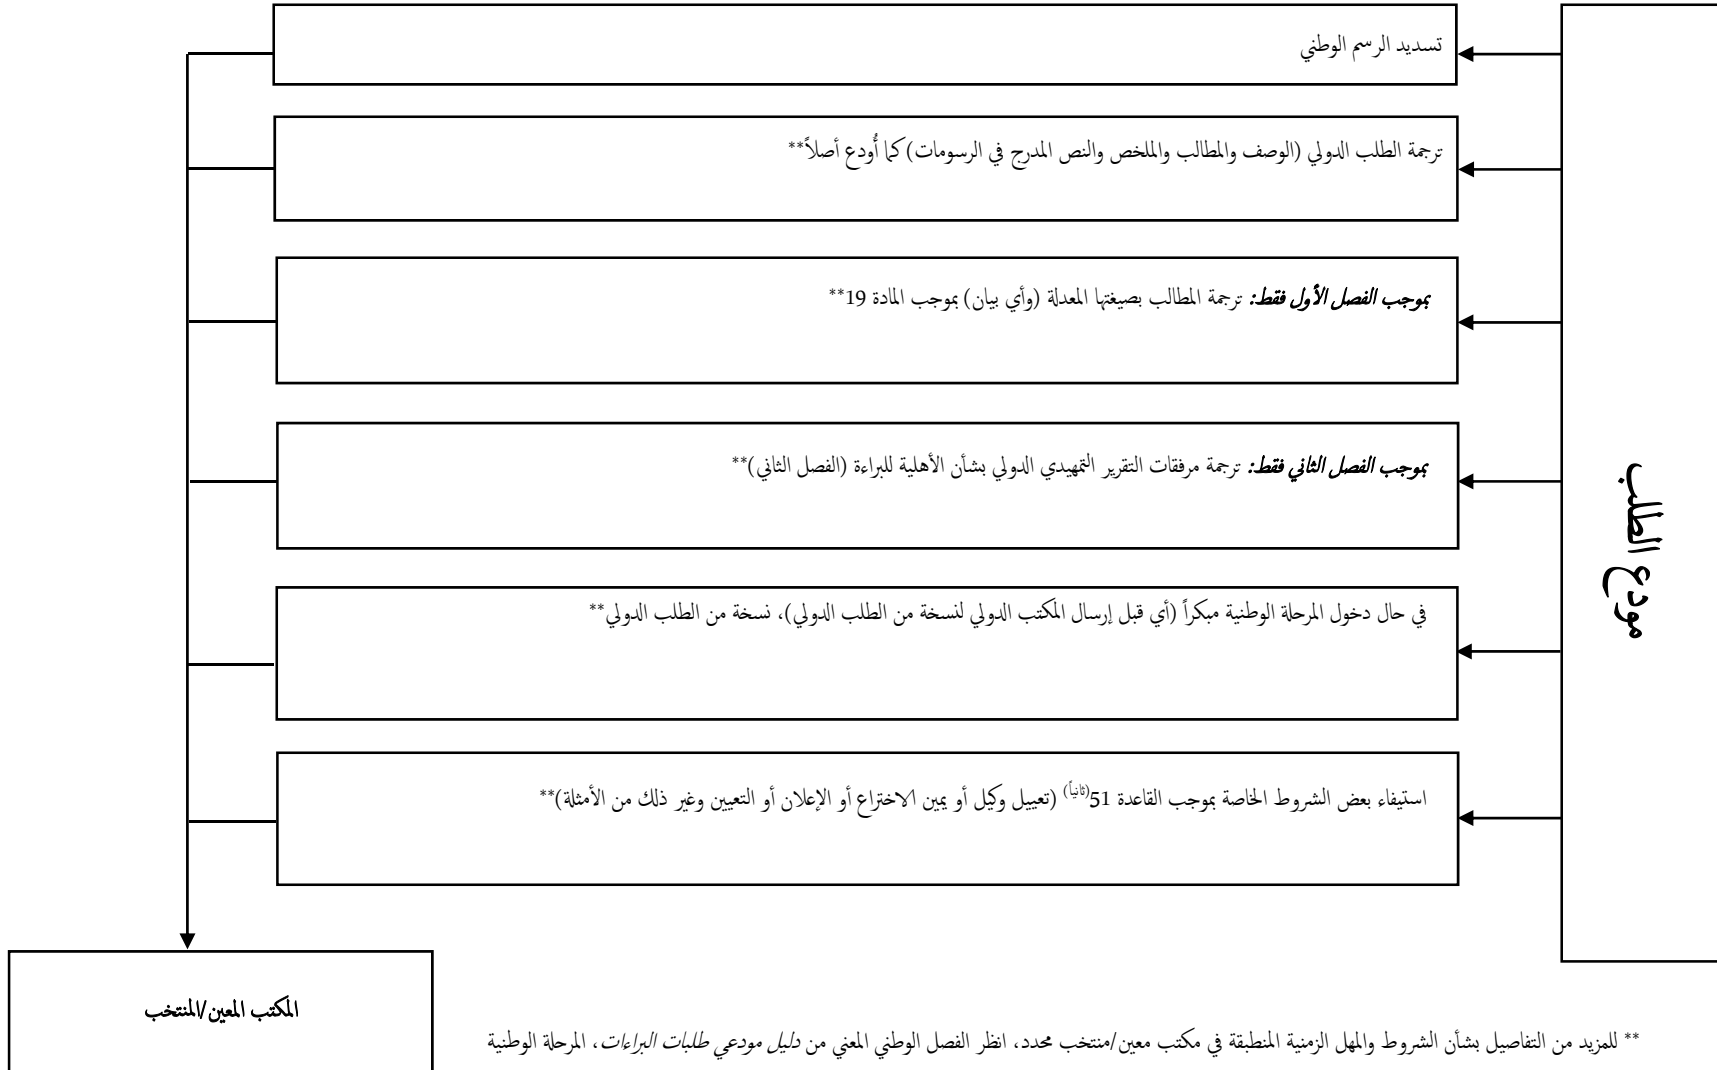 مودع الطلب
تسديد الرسم الوطني
ترجمة الطلب الدولي (الوصف والمطالب والملخص والنص المدرج في الرسومات) كما أُودع أصلاً**
بموجب الفصل الأول فقط: ترجمة المطالب بصيغتها المعدلة (وأي بيان) بموجب المادة 19**
بموجب الفصل الثاني فقط: ترجمة مرفقات التقرير التمهيدي الدولي بشأن الأهلية للبراءة (الفصل الثاني)**
في حال دخول المرحلة الوطنية مبكراً (أي قبل إرسال المكتب الدولي لنسخة من الطلب الدولي)، نسخة من الطلب الدولي**
استيفاء بعض الشروط الخاصة بموجب القاعدة 51(ثانياً) (تعييل وكيل أو يمين الاختراع أو الإعلان أو التعيين وغير ذلك من الأمثلة)**
المكتب المعين/المنتخب
** للمزيد من التفاصيل بشأن الشروط والمهل الزمنية المنطبقة في مكتب معين/منتخب محدد، انظر الفصل الوطني المعني من دليل مودعي طلبات البراءات، المرحلة الوطنية